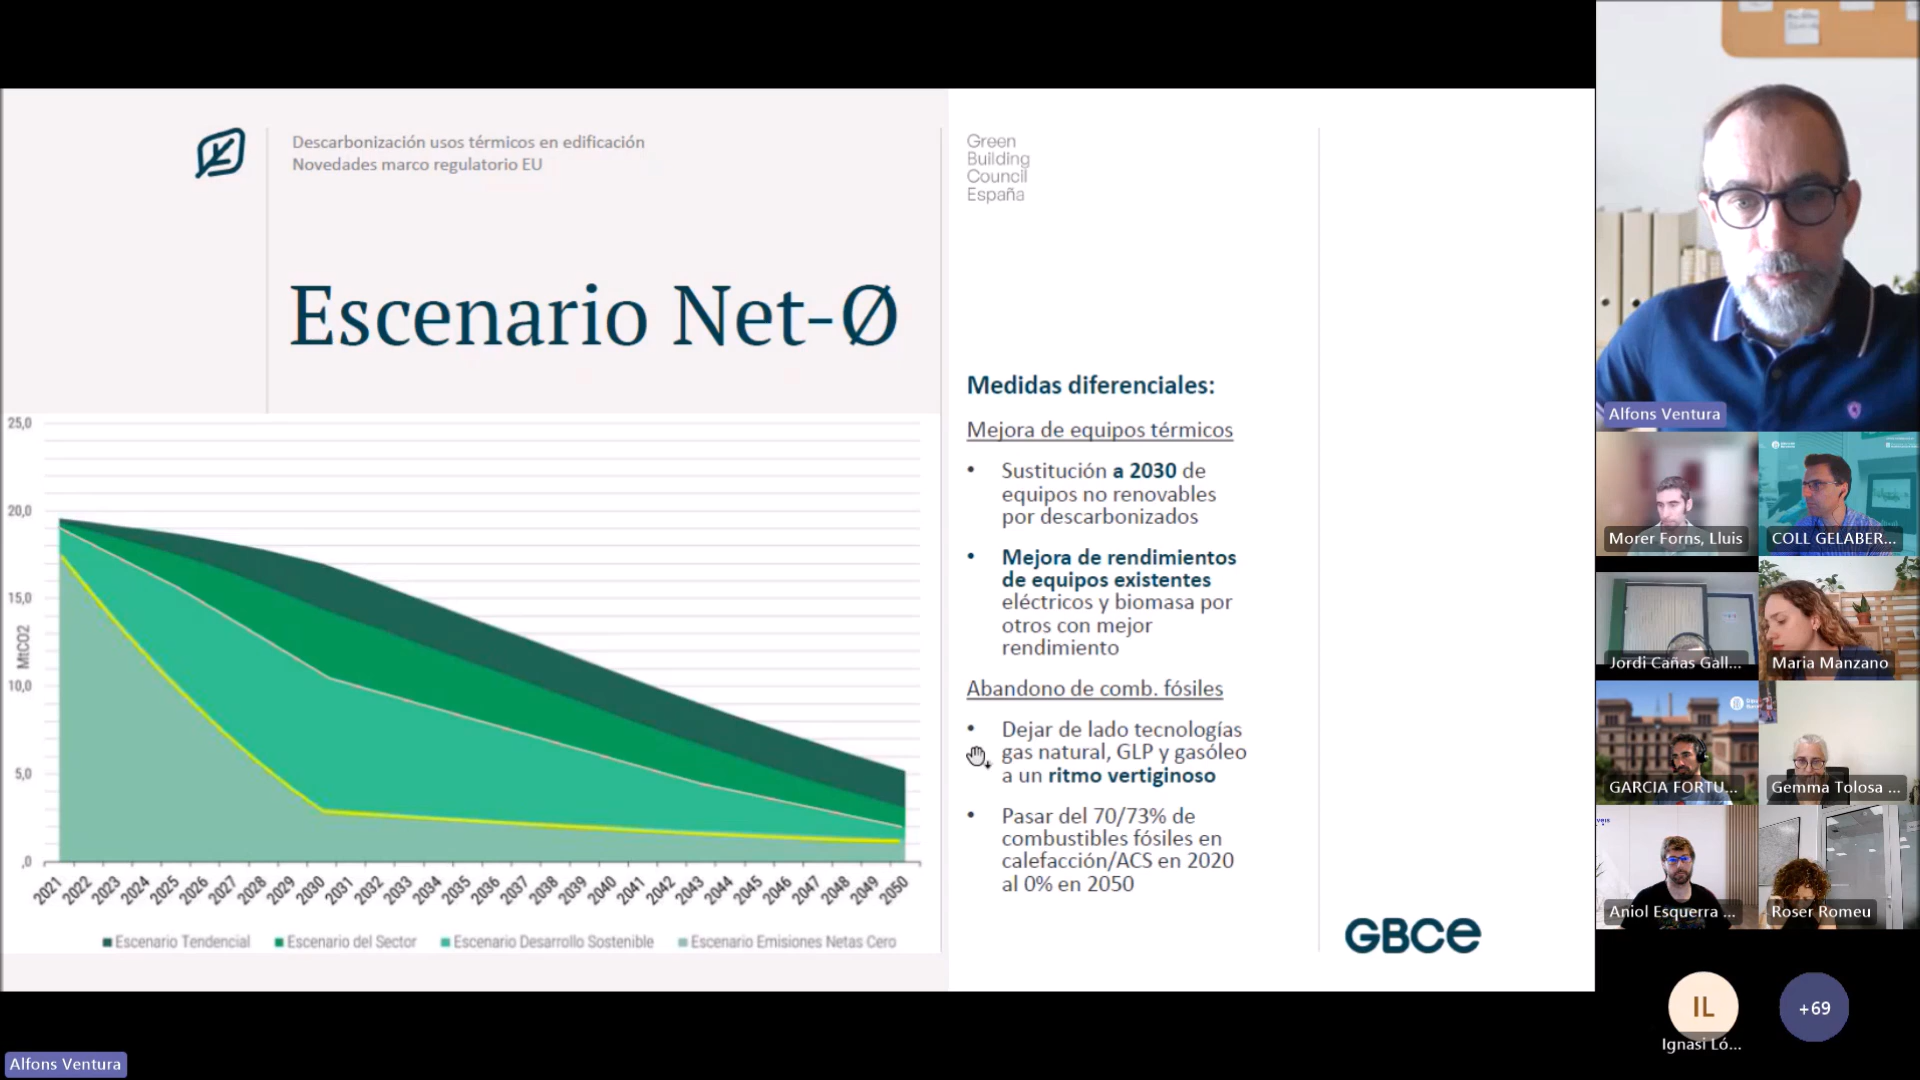 Descarbonización usos térmicos en edificación
Novedades marco regulatorio EU
Escenario Net-Ø
25,0
20,0
15,0
10,0
5,0
,0
MtCO2
2021
2022
2023
2024
2025
2026
2027
2028
2029
2030
2031
2032
2033
2034
2035
2036
2037
2038
2039
2040
2041
2042
2043
2044
2045
2046
2047
2048
2049
2050
Escenario Tendencial
Escenario del Sector
Escenario Desarrollo Sostenible
Escenario Emisiones Netas Cero
Green
Building
Council
España
Medidas diferenciales:
Mejora de equipos térmicos
• Sustitución a 2030 de
equipos no renovables
por descarbonizados
• Mejora de rendimientos
de equipos existentes
eléctricos y biomasa por
otros con mejor
rendimiento
Abandono de comb. fósiles
• Dejar de lado tecnologías
gas natural, GLP y gasóleo
a un ritmo vertiginoso
• Pasar del 70/73% de
combustibles fósiles en
calefacción/ACS en 2020
al 0% en 2050
GBCe
Alfons Ventura
Morer Forns, Lluis
COLL GELABER...
Jordi Cañas Gall...
Maria Manzano
GARCIA FORTU...
Gemma Tolosa ...
Aniol Esquerra ...
Roser Romeu
IL
+69
Ignasi Ló...
Alfons Ventura